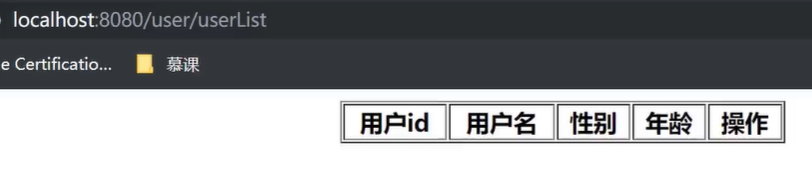 localhost:8080/user/userList
e Certificatio... 慕课
用户id 用户名 性别 年龄 操作